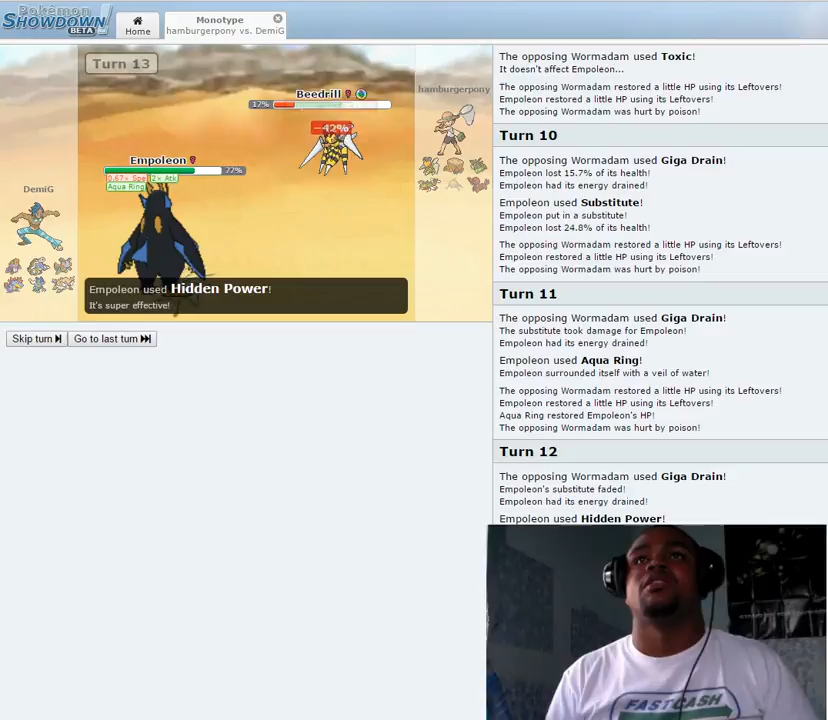 Pokémon
SHOWDOWN!
BETA
Home
Monotype
hamburgerpony vs. DemiG
Turn 13
Beedrill
12%
−42%
hamburgerpony
Empoleon
77%
0.67× Spe 2× Atk
Aqua Ring
DemiG
Empoleon used Hidden Power!
It's super effective!
Skip turn
Go to last turn
The opposing Wormadam used Toxic!
It doesn't affect Empoleon...
The opposing Wormadam restored a little HP using its Leftovers!
Empoleon restored a little HP using its Leftovers!
The opposing Wormadam was hurt by poison!
Turn 10
The opposing Wormadam used Giga Drain!
Empoleon lost 15.7% of its health!
Empoleon had its energy drained!
Empoleon used Substitute!
Empoleon put in a substitute!
Empoleon lost 24.8% of its health!
The opposing Wormadam restored a little HP using its Leftovers!
Empoleon restored a little HP using its Leftovers!
The opposing Wormadam was hurt by poison!
Turn 11
The opposing Wormadam used Giga Drain!
The substitute took damage for Empoleon!
Empoleon had its energy drained!
Empoleon used Aqua Ring!
Empoleon surrounded itself with a veil of water!
The opposing Wormadam restored a little HP using its Leftovers!
Empoleon restored a little HP using its Leftovers!
Aqua Ring restored Empoleon's HP!
The opposing Wormadam was hurt by poison!
Turn 12
The opposing Wormadam used Giga Drain!
Empoleon's substitute faded!
Empoleon had its energy drained!
Empoleon used Hidden Power!
FASTCASH